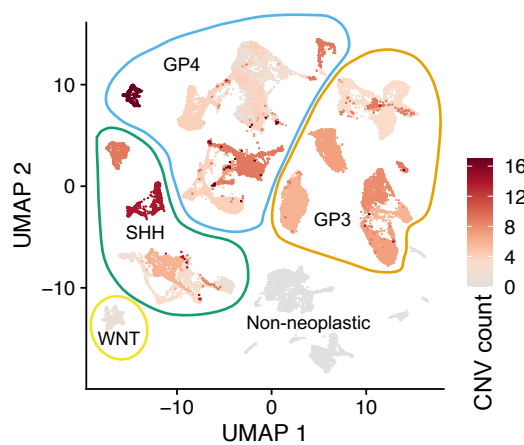 GP4
GP3
SHH
WNT
Non-neoplastic
10
0
−10
UMAP 2
−10
0
10
UMAP 1
16
12
8
4
0
CNV count